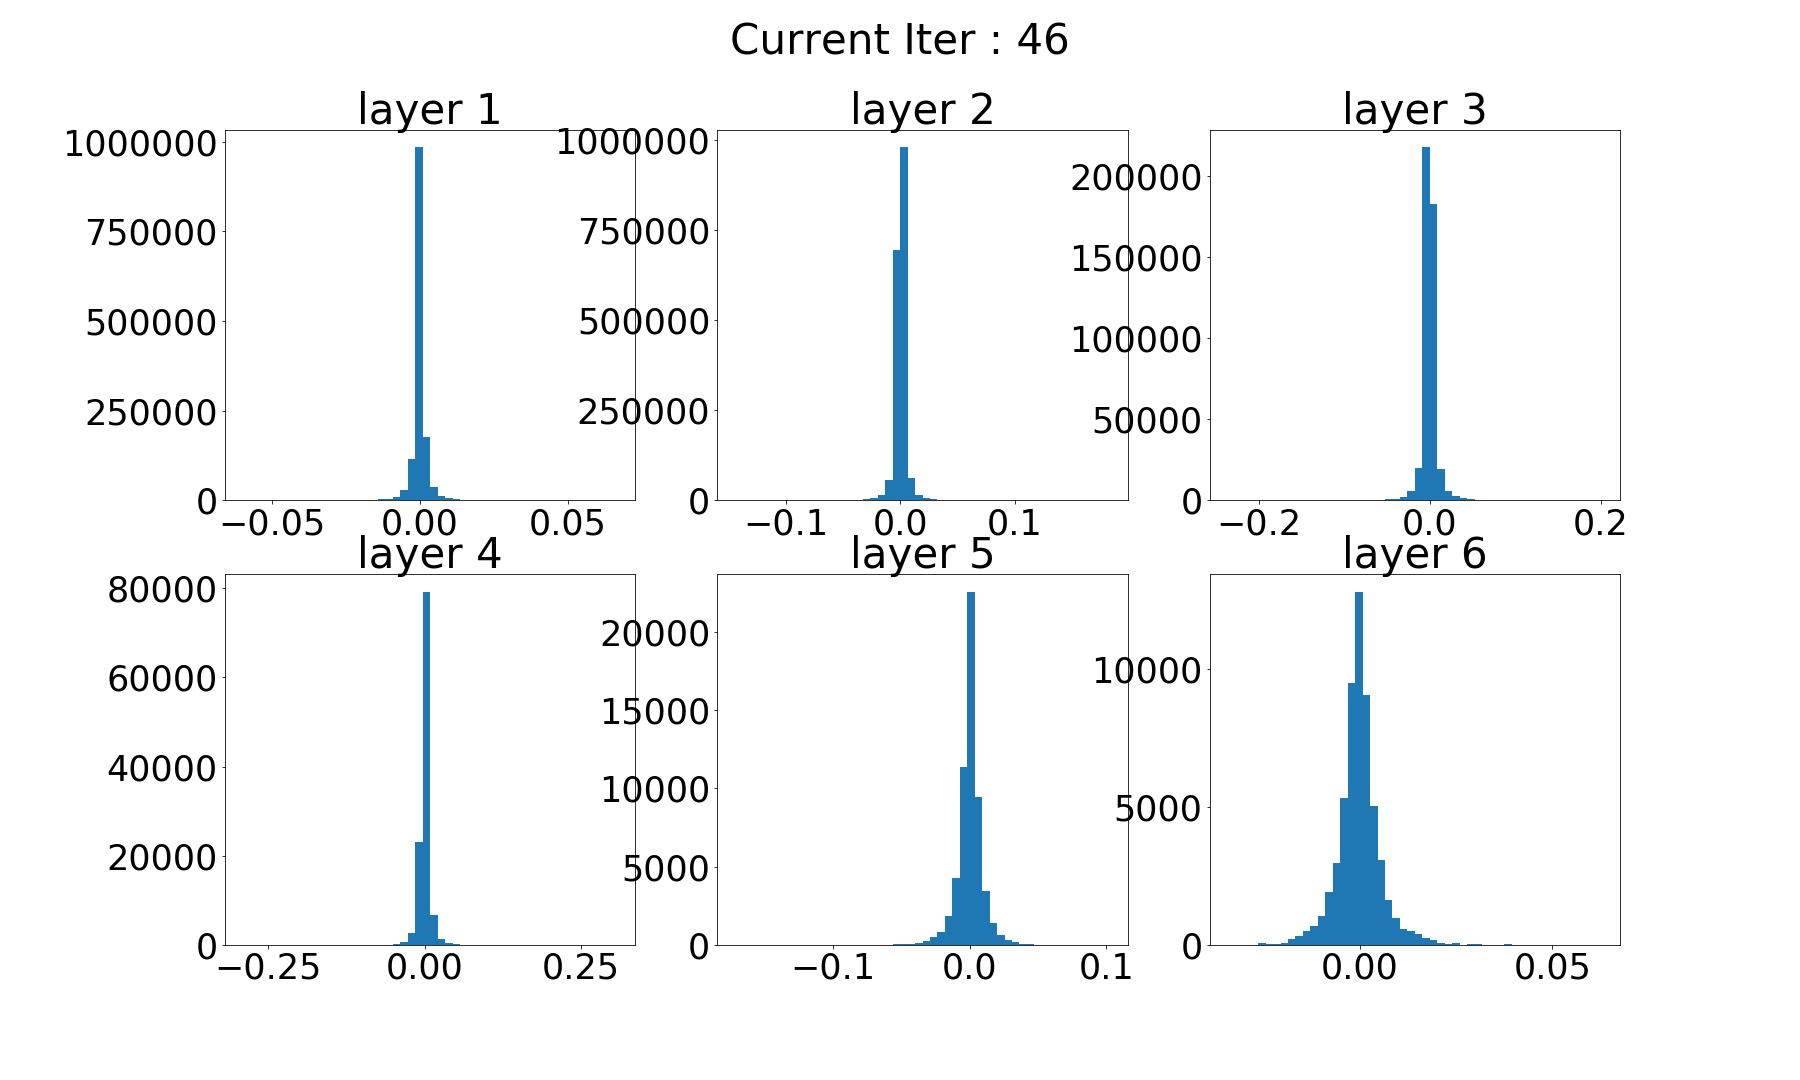 Current Iter : 46
layer 1
1000000
750000
500000
250000
0
−0.05 0.00 0.05
layer 2
1000000
750000
500000
250000
0
−0.1 0.0 0.1
layer 3
200000
150000
100000
50000
0
−0.2 0.0 0.2
layer 4
80000
60000
40000
20000
0
−0.25 0.00 0.25
layer 5
20000
15000
10000
5000
0
−0.1 0.0 0.1
layer 6
10000
5000
0
0.00 0.05